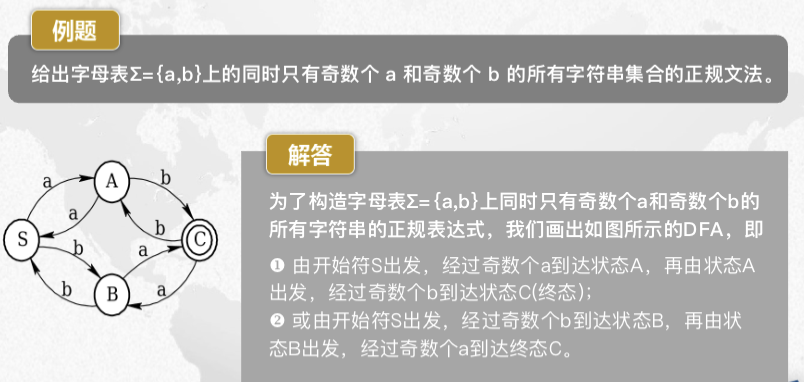 例题
给出字母表Σ={a,b}上的同时只有奇数个 a 和奇数个 b 的所有字符串集合的正规文法。
解答
为了构造字母表Σ={a,b}上同时只有奇数个a和奇数个b的
所有字符串的正规表达式，我们画出如图所示的DFA，即
❶ 由开始符S出发，经过奇数个a到达状态A，再由状态A
出发，经过奇数个b到达状态C(终态)；
❷ 或由开始符S出发，经过奇数个b到达状态B，再由状
态B出发，经过奇数个a到达终态C。
a
A
b
a
b
S
C
b
a
b
B
a